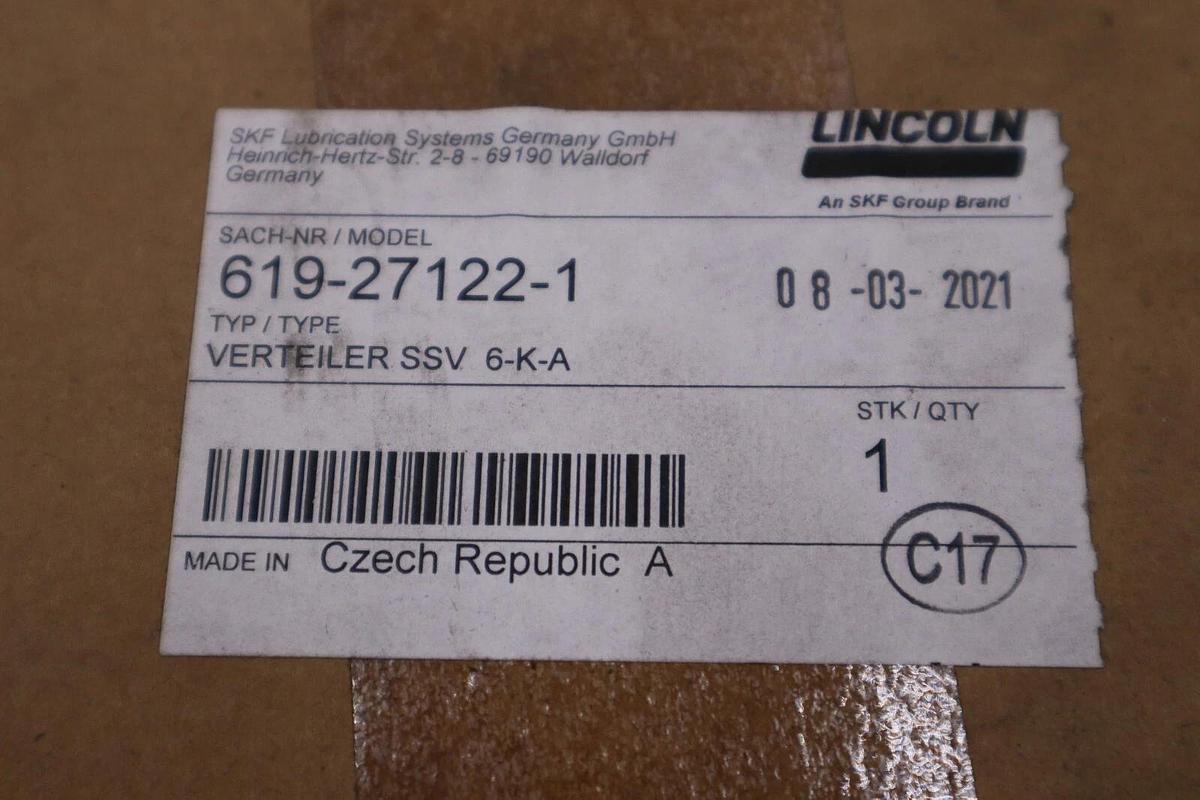 SKF Lubrication Systems Germany GmbH
Heinrich-Hertz-Str. 2-8 - 69190 Walldorf
Germany
LINCOLN
An SKF Group Brand
SACH-NR / MODEL
619-27122-1
08-03-2021
TYP / TYPE
VERTEILER SSV 6-K-A
STK / QTY
1
MADE IN Czech Republic A
C17